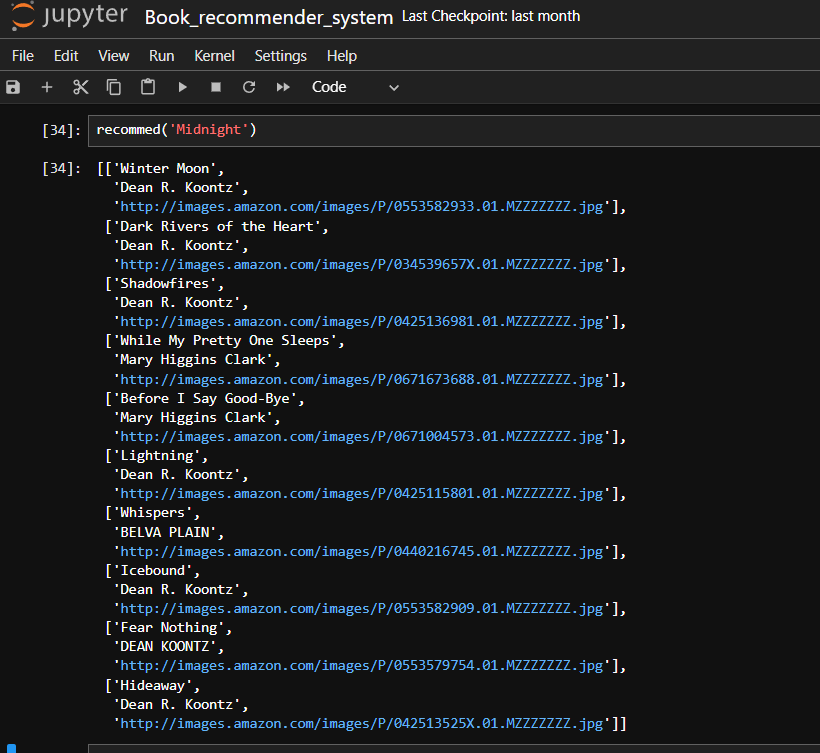 jupyter Book_recommender_system Last Checkpoint: last month
File Edit View Run Kernel Settings Help
Code
[34]: recommed('Midnight')
[34]: [['Winter Moon',
'Dean R. Koontz',
'http://images.amazon.com/images/P/0553582933.01.MZZZZZZZ.jpg'],
['Dark Rivers of the Heart',
'Dean R. Koontz',
'http://images.amazon.com/images/P/034539657X.01.MZZZZZZZ.jpg'],
['Shadowfires',
'Dean R. Koontz',
'http://images.amazon.com/images/P/0425136981.01.MZZZZZZZ.jpg'],
['While My Pretty One Sleeps',
'Mary Higgins Clark',
'http://images.amazon.com/images/P/0671673688.01.MZZZZZZZ.jpg'],
['Before I Say Good-Bye',
'Mary Higgins Clark',
'http://images.amazon.com/images/P/0671004573.01.MZZZZZZZ.jpg'],
['Lightning',
'Dean R. Koontz',
'http://images.amazon.com/images/P/0425115801.01.MZZZZZZZ.jpg'],
['Whispers',
'BELVA PLAIN',
'http://images.amazon.com/images/P/0440216745.01.MZZZZZZZ.jpg'],
['Icebound',
'Dean R. Koontz',
'http://images.amazon.com/images/P/0553582909.01.MZZZZZZZ.jpg'],
['Fear Nothing',
'DEAN KOONTZ',
'http://images.amazon.com/images/P/0553579754.01.MZZZZZZZ.jpg'],
['Hideaway',
'Dean R. Koontz',
'http://images.amazon.com/images/P/042513525X.01.MZZZZZZZ.jpg']]